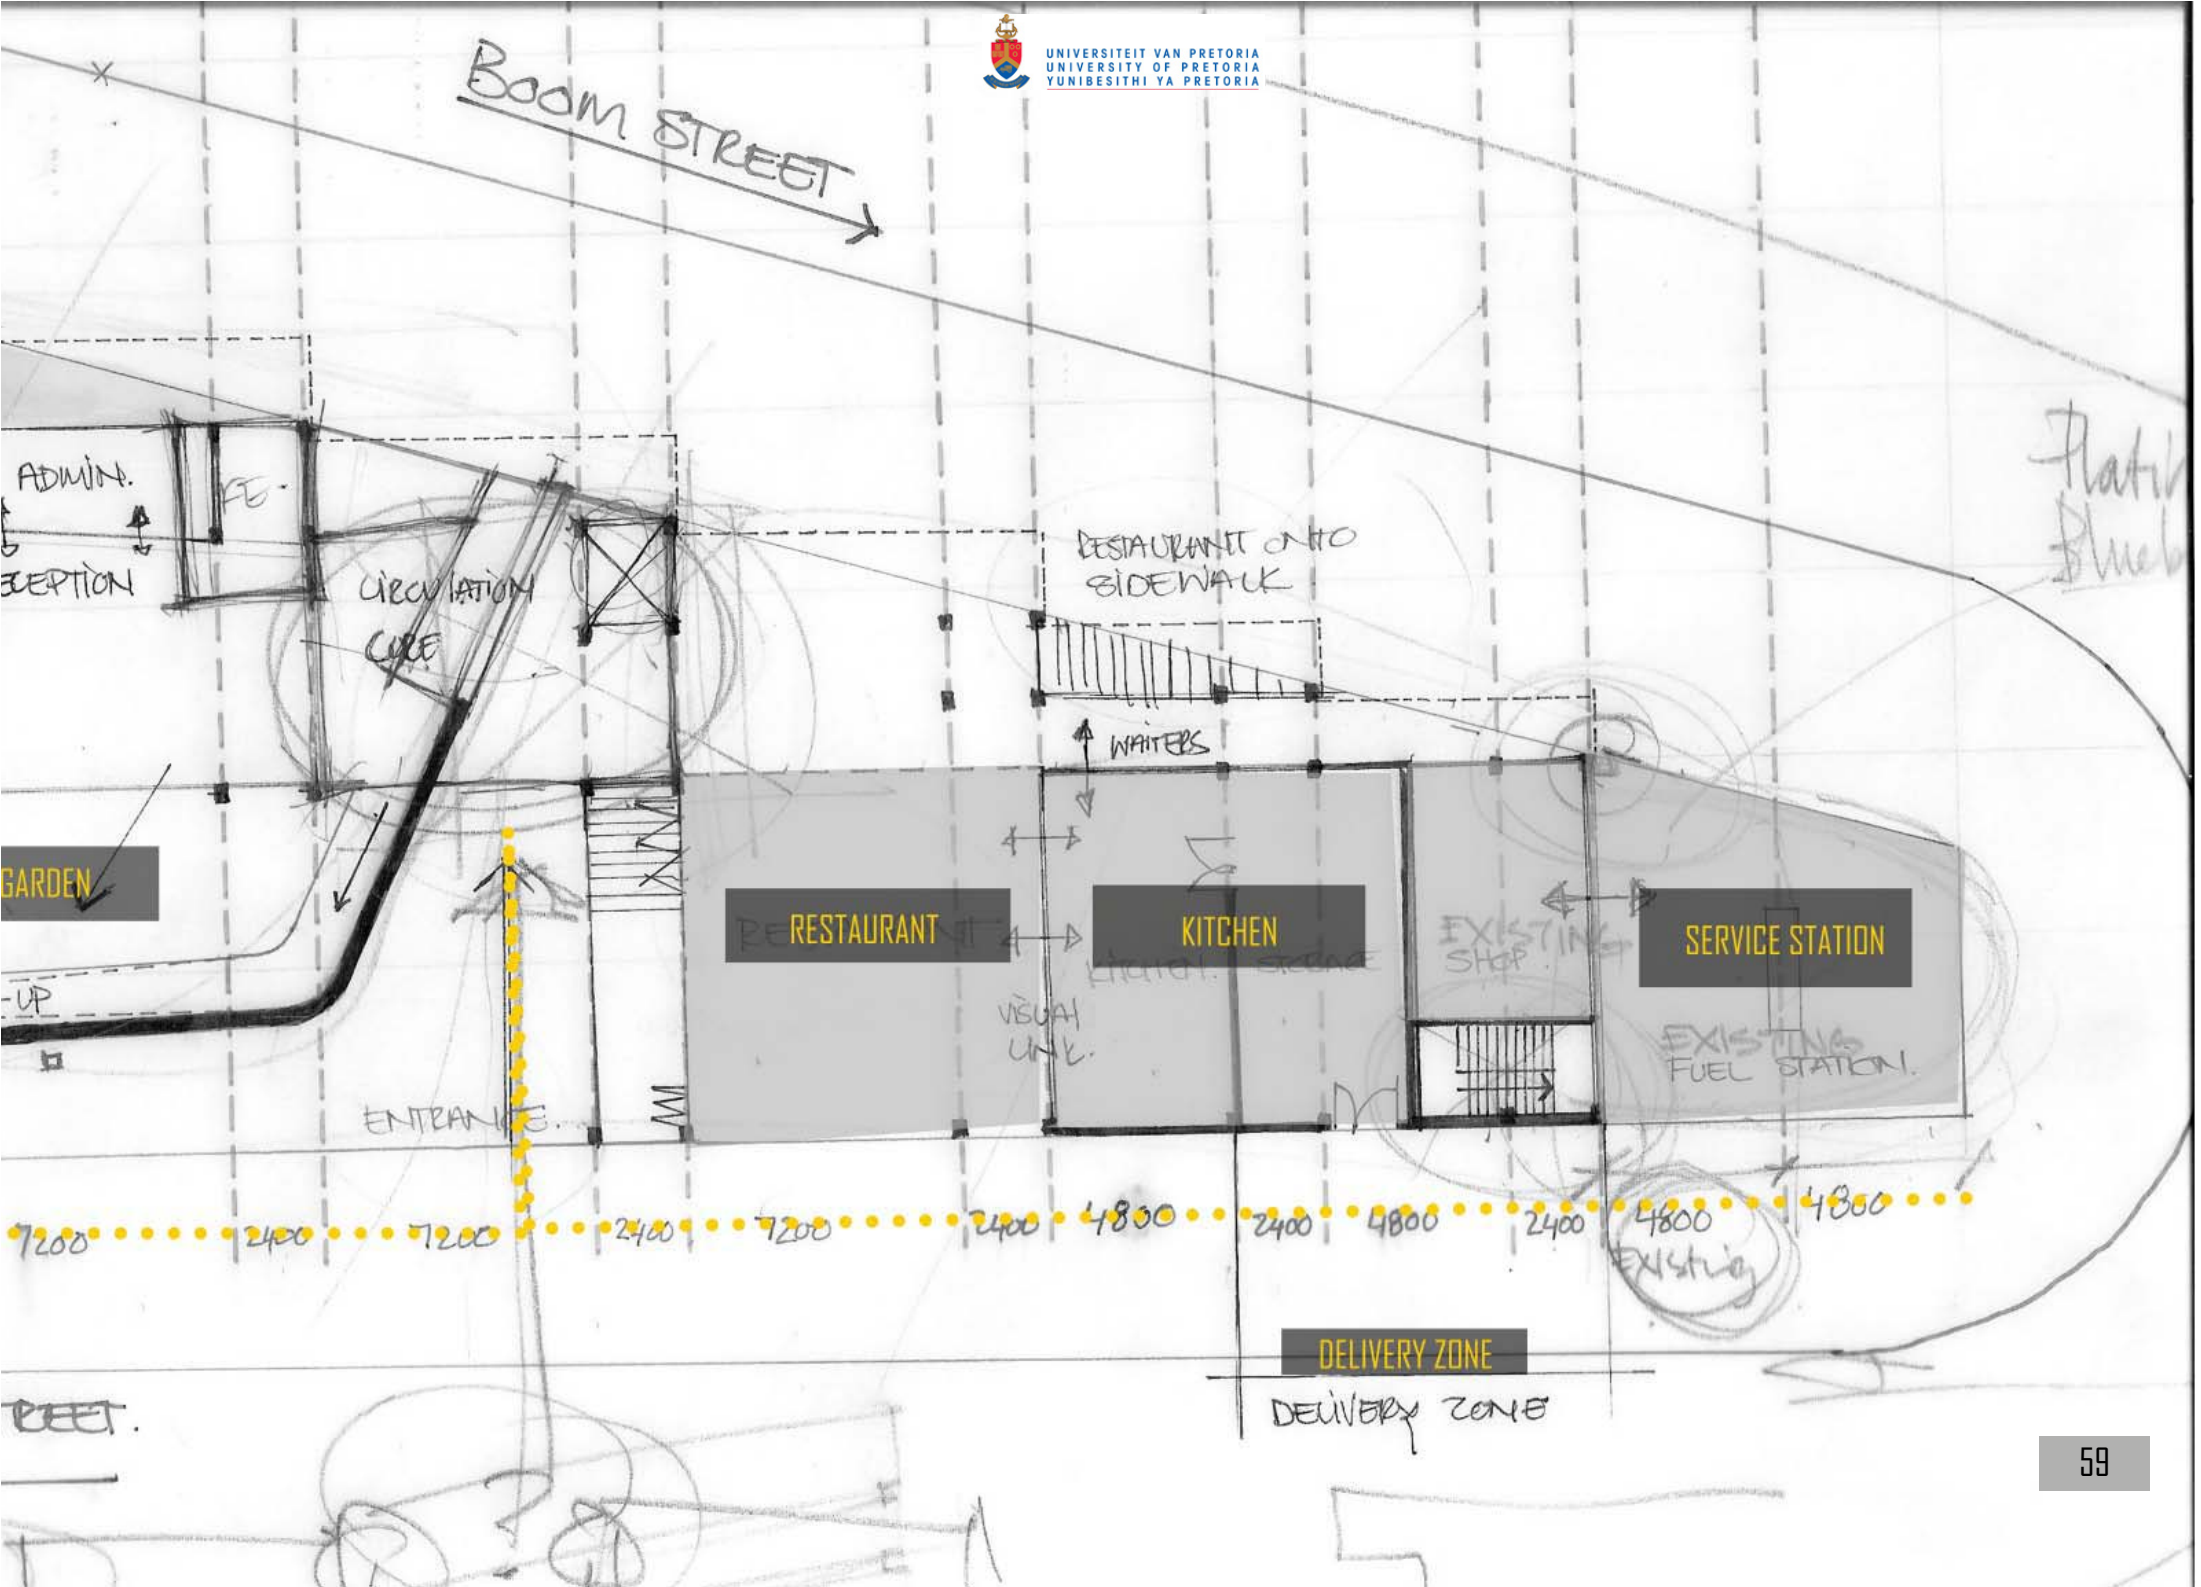 UNIVERSITEIT VAN PRETORIA
UNIVERSITY OF PRETORIA
YUNIBESITHI YA PRETORIA
BOOM STREET
ADMIN.
ECEPTION
CIRCULATION
CORE
RESTAURANT ONTO
SIDEWALK
WAITERS
GARDEN
RESTAURANT
KITCHEN
KITCHEN. STORAGE
EXISTING
SHOP.
SERVICE STATION
EXISTING
FUEL STATION.
VISUAL
LINK.
-UP
ENTRANCE.
7200 2400 7200 2400 7200 2400 4800 2400 4800 2400 4800 4800
Existing
DELIVERY ZONE
DELIVERY ZONE
REET.
59